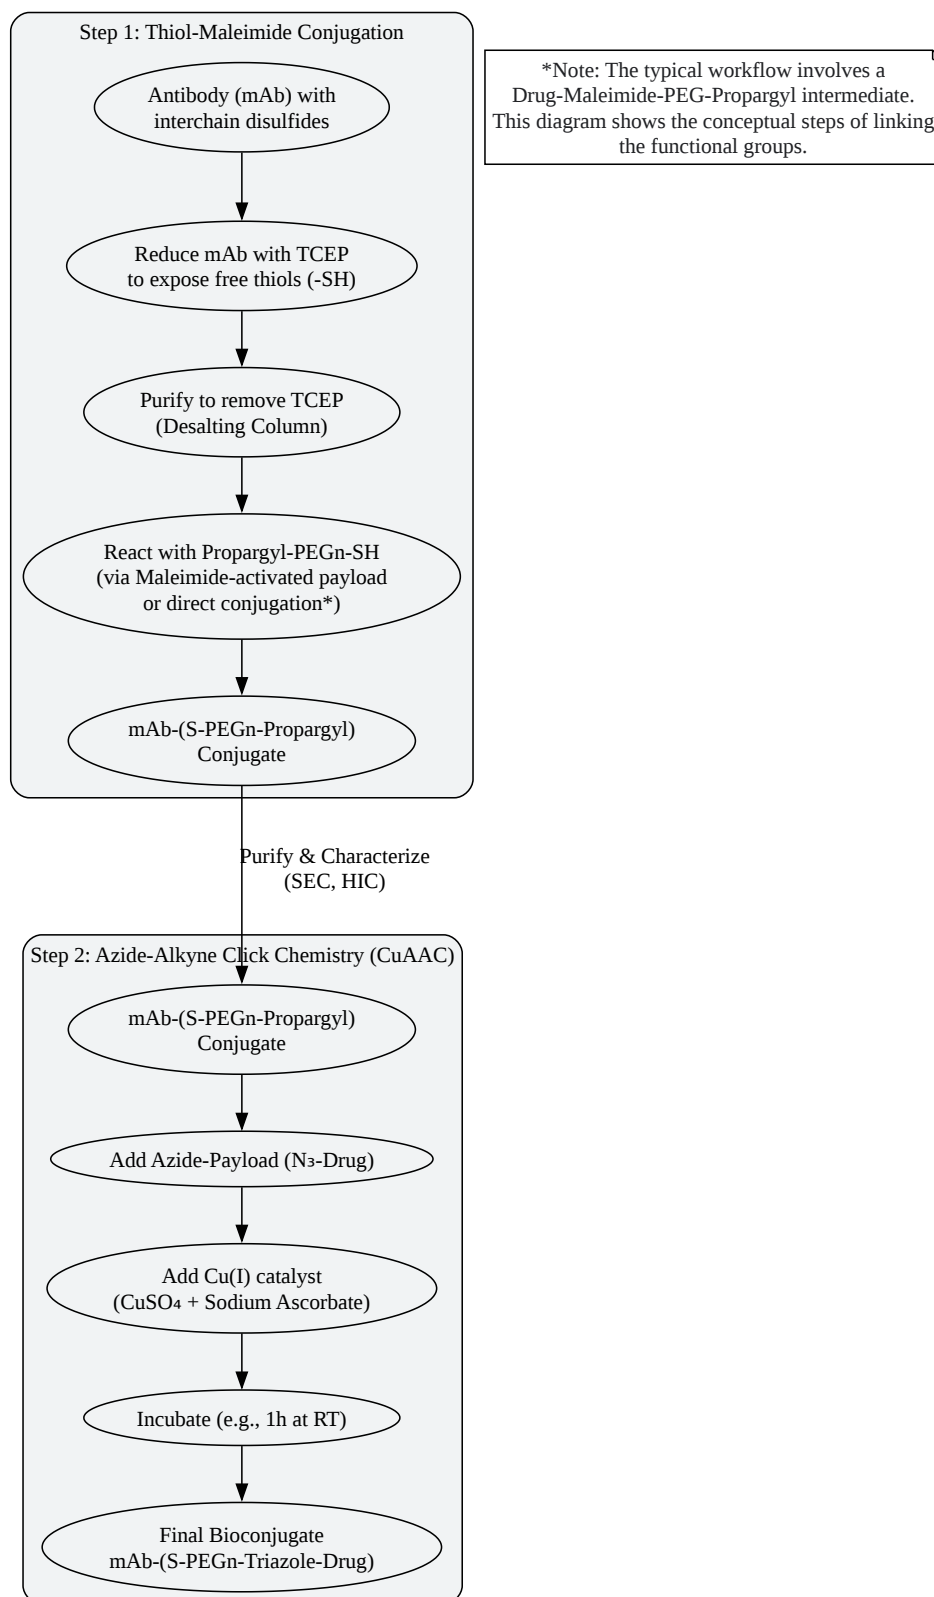 Step 1: Thiol-Maleimide Conjugation
Antibody (mAb) with
interchain disulfides
*Note: The typical workflow involves a
Drug-Maleimide-PEG-Propargyl intermediate.
This diagram shows the conceptual steps of linking
the functional groups.
Reduce mAb with TCEP
to expose free thiols (-SH)
Purify to remove TCEP
(Desalting Column)
React with Propargyl-PEGn-SH
(via Maleimide-activated payload
or direct conjugation*)
mAb-(S-PEGn-Propargyl)
Conjugate
Purify & Characterize
(SEC, HIC)
Step 2: Azide-Alkyne Click Chemistry (CuAAC)
mAb-(S-PEGn-Propargyl)
Conjugate
Add Azide-Payload (N₃-Drug)
Add Cu(I) catalyst
(CuSO₄ + Sodium Ascorbate)
Incubate (e.g., 1h at RT)
Final Bioconjugate
mAb-(S-PEGn-Triazole-Drug)